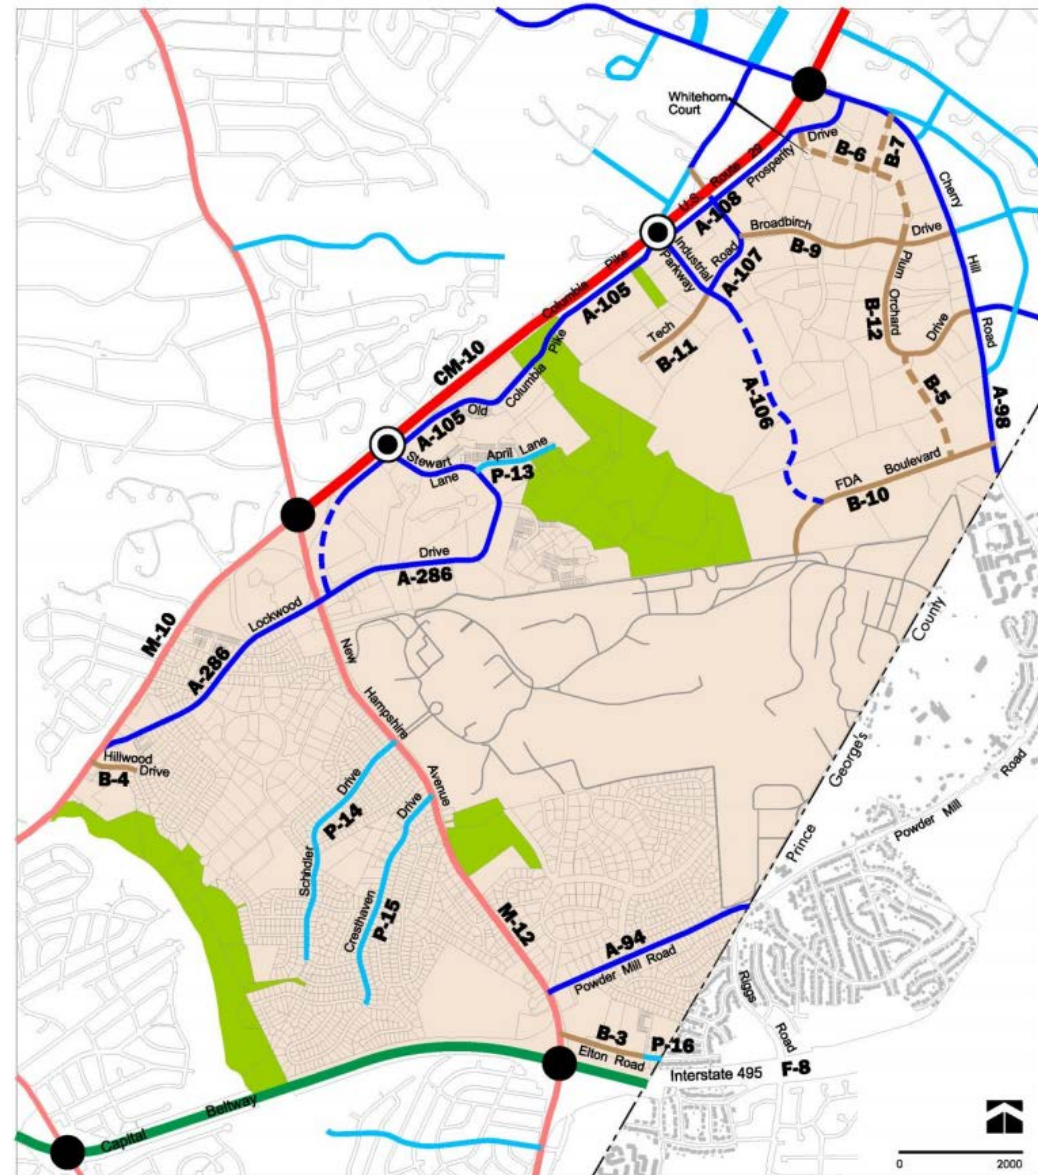 Whitehorn
Court
Drive
B-6
B-7
U.S. Route 29
Prosperity
A-108
Cherry
Hill
Road
A-98
Broadbirch
Drive
B-9
Industrial
Parkway
Road
A-107
Columbia Pike
A-105
Tech
B-11
Plum
Orchard
Drive
B-12
B-5
A-106
CM-10
Old
Columbia
Pike
A-105
Stewart
Lane
April Lane
P-13
FDA Boulevard
B-10
Drive
A-286
Lockwood
A-286
M-10
New
Hampshire
Avenue
Hillwood
Drive
B-4
Drive
P-14
Schindler
Drive
Cresthaven
P-15
M-12
A-94
Powder Mill Road
Prince
George's
County
Powder Mill
Road
Riggs
Road
B-3
P-16
Elton Road
Interstate 495
F-8
Capital
Beltway
0
2000